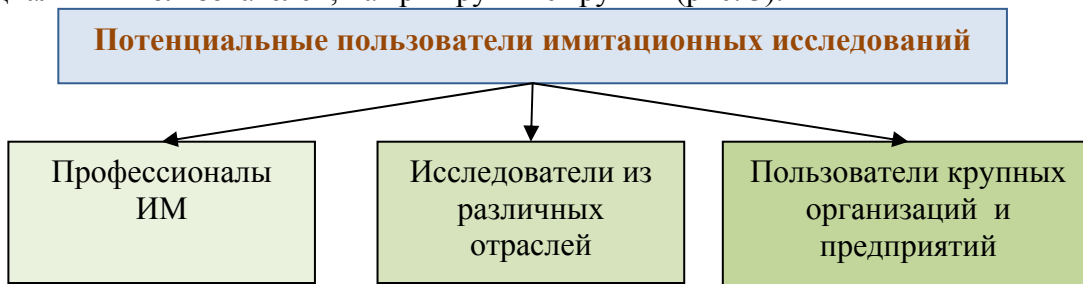 Потенциальные пользователи имитационных исследований
Профессионалы
ИМ
Исследователи из
различных
отраслей
Пользователи крупных
организаций и
предприятий